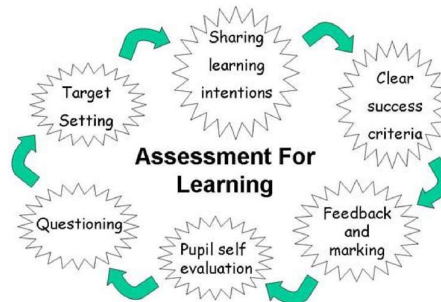 Sharing
learning
intentions
Clear
success
criteria
Feedback
and
marking
Pupil self
evaluation
Questioning
Target
Setting
Assessment For
Learning